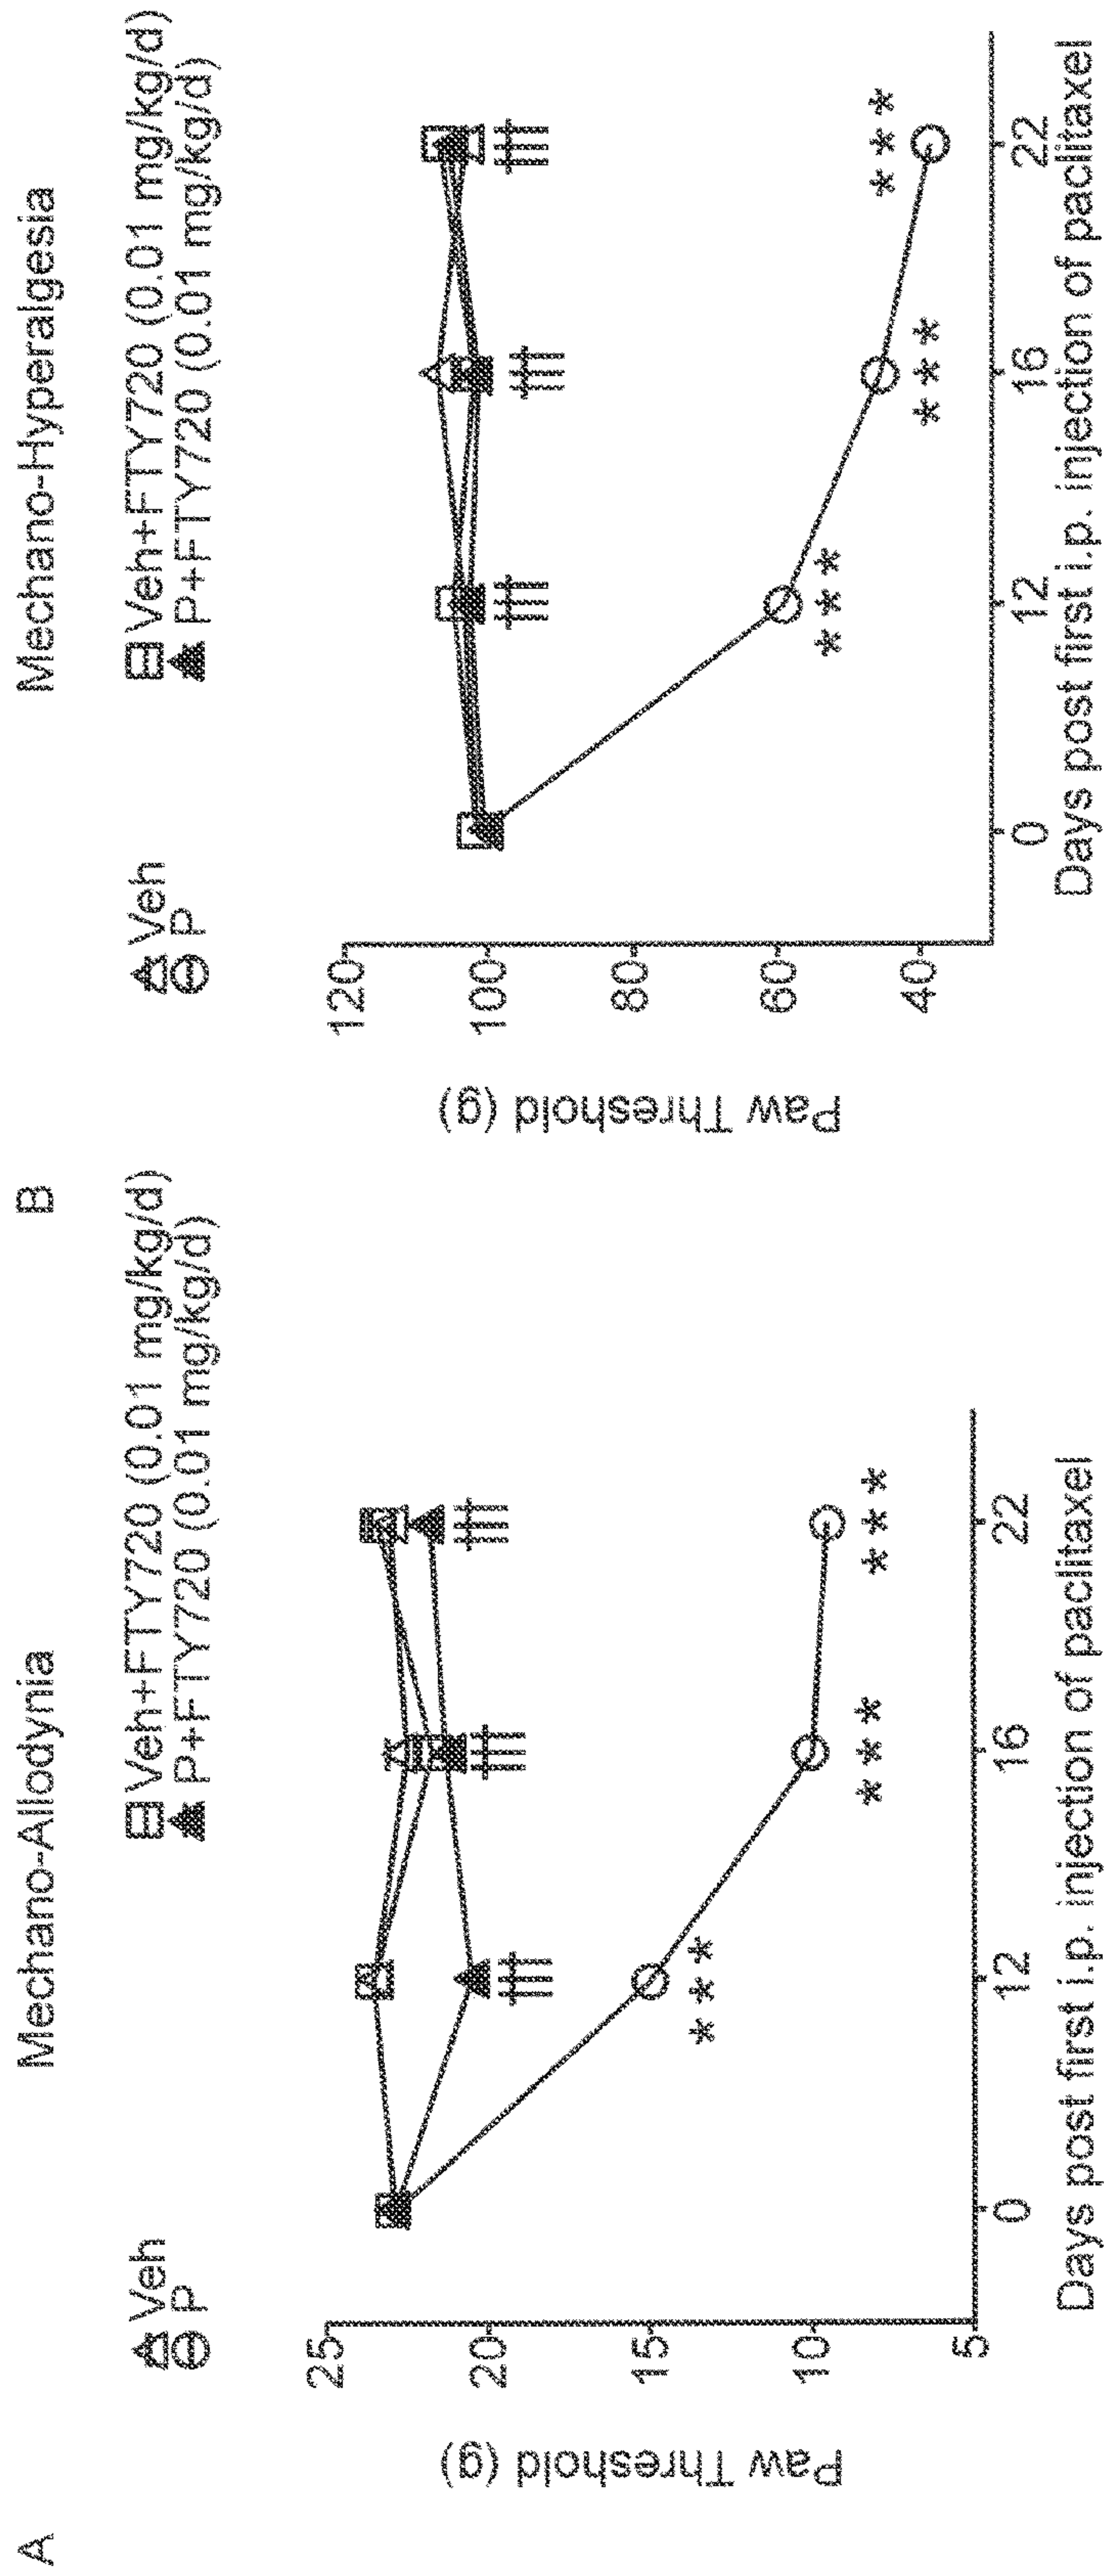 A
Mechano-Allodynia
Veh
P
Veh+FTY720 (0.01 mg/kg/d)
P+FTY720 (0.01 mg/kg/d)
Paw Threshold (g)
25
20
15
10
5
†††
†††
†††
***
***
***
0 12 16 22
Days post first i.p. injection of paclitaxel
B
Mechano-Hyperalgesia
Veh
P
Veh+FTY720 (0.01 mg/kg/d)
P+FTY720 (0.01 mg/kg/d)
Paw Threshold (g)
120
100
80
60
40
†††
†††
†††
***
***
***
0 12 16 22
Days post first i.p. injection of paclitaxel